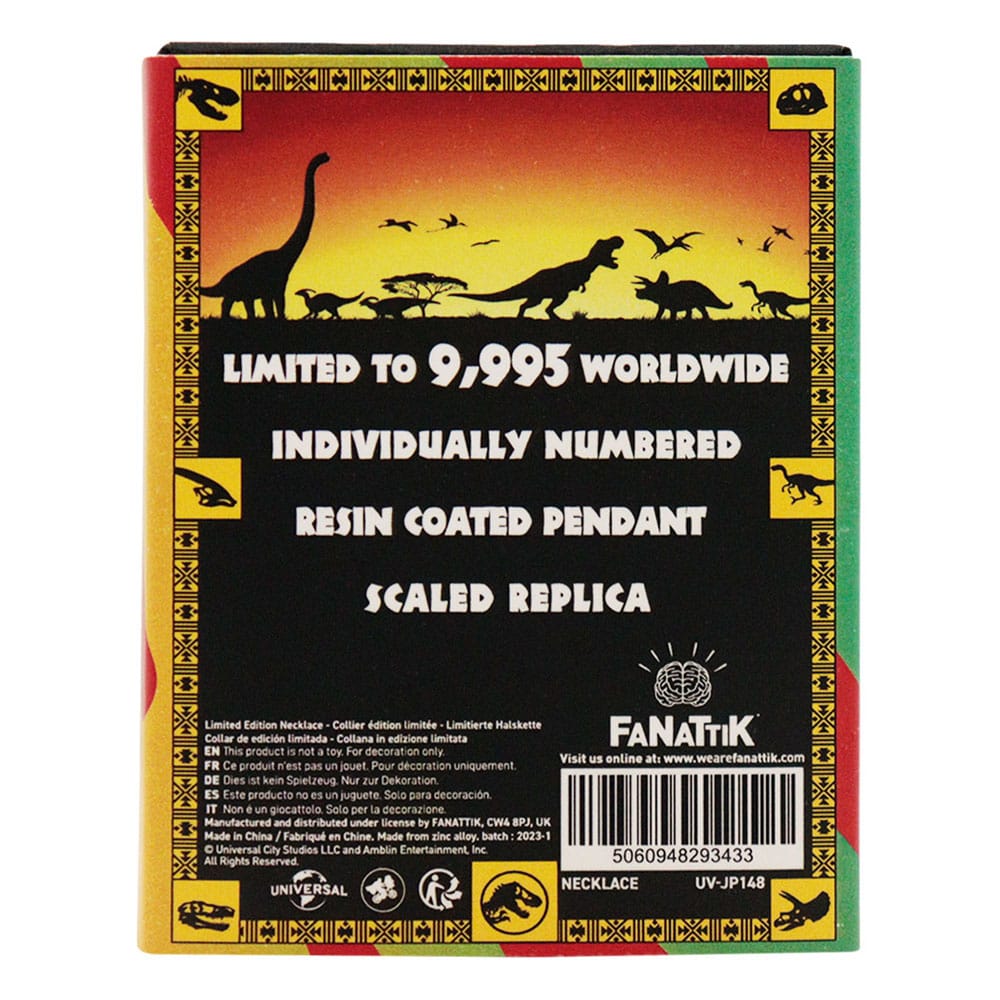 LIMITED TO 9,995 WORLDWIDE
INDIVIDUALLY NUMBERED
RESIN COATED PENDANT
SCALED REPLICA
Limited Edition Necklace - Collier édition limitée - Limitierte Halskette
Collar de edición limitada - Collana in edizione limitata
EN This product is not a toy. For decoration only.
FR Ce produit n'est pas un jouet. Pour décoration uniquement.
DE Dies ist kein Spielzeug. Nur zur Dekoration.
ES Este producto no es un juguete. Solo para decoración.
IT Non é un giocattolo. Solo per la decorazione.
Manufactured and distributed under license by FANATTIK, CW4 8PJ, UK
Made in China / Fabriqué en Chine. Made from zinc alloy. batch : 2023-1
© Universal City Studios LLC and Amblin Entertainment, Inc.
All Rights Reserved.
UNIVERSAL
FANATTIK
Visit us online at: www.wearefanattik.com
5060948293433
NECKLACE UV-JP148